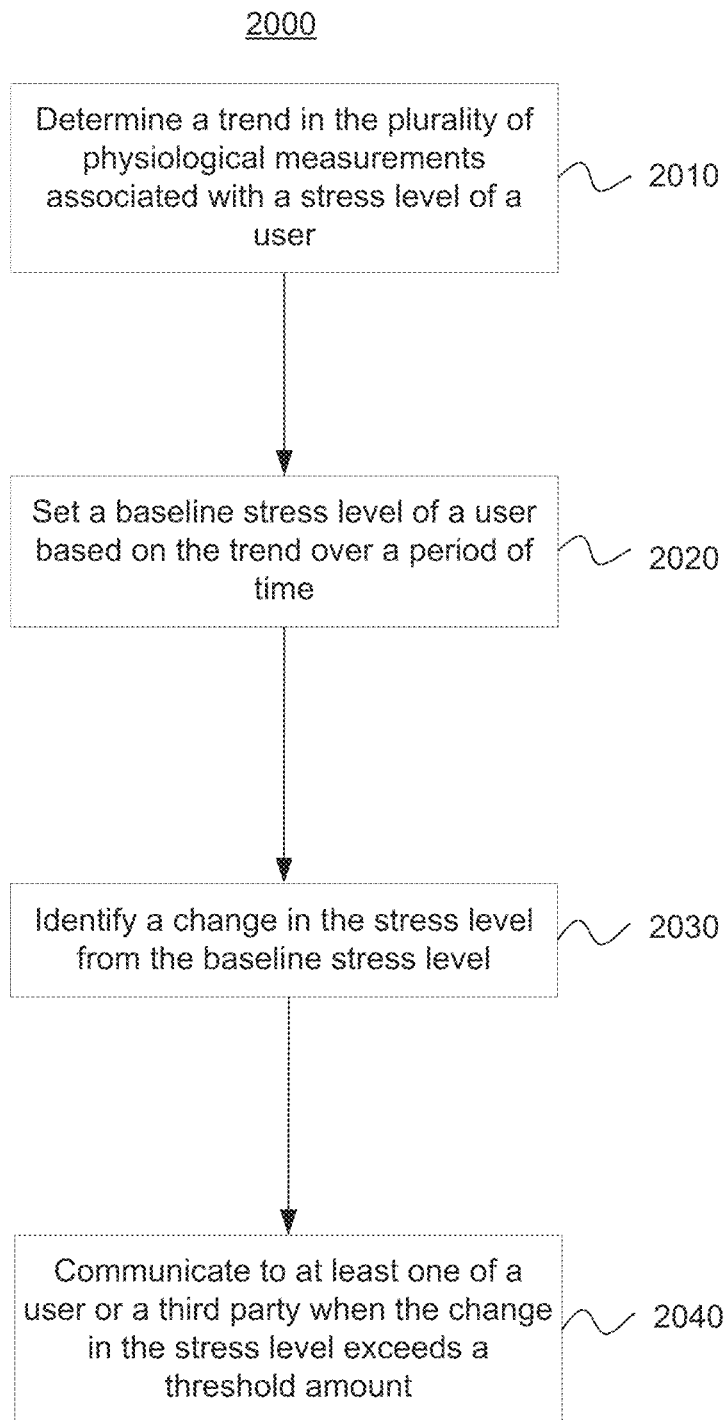 2000
Determine a trend in the plurality of
physiological measurements
associated with a stress level of a
user
2010
Set a baseline stress level of a user
based on the trend over a period of
time
2020
Identify a change in the stress level
from the baseline stress level
2030
Communicate to at least one of a
user or a third party when the change
in the stress level exceeds a
threshold amount
2040